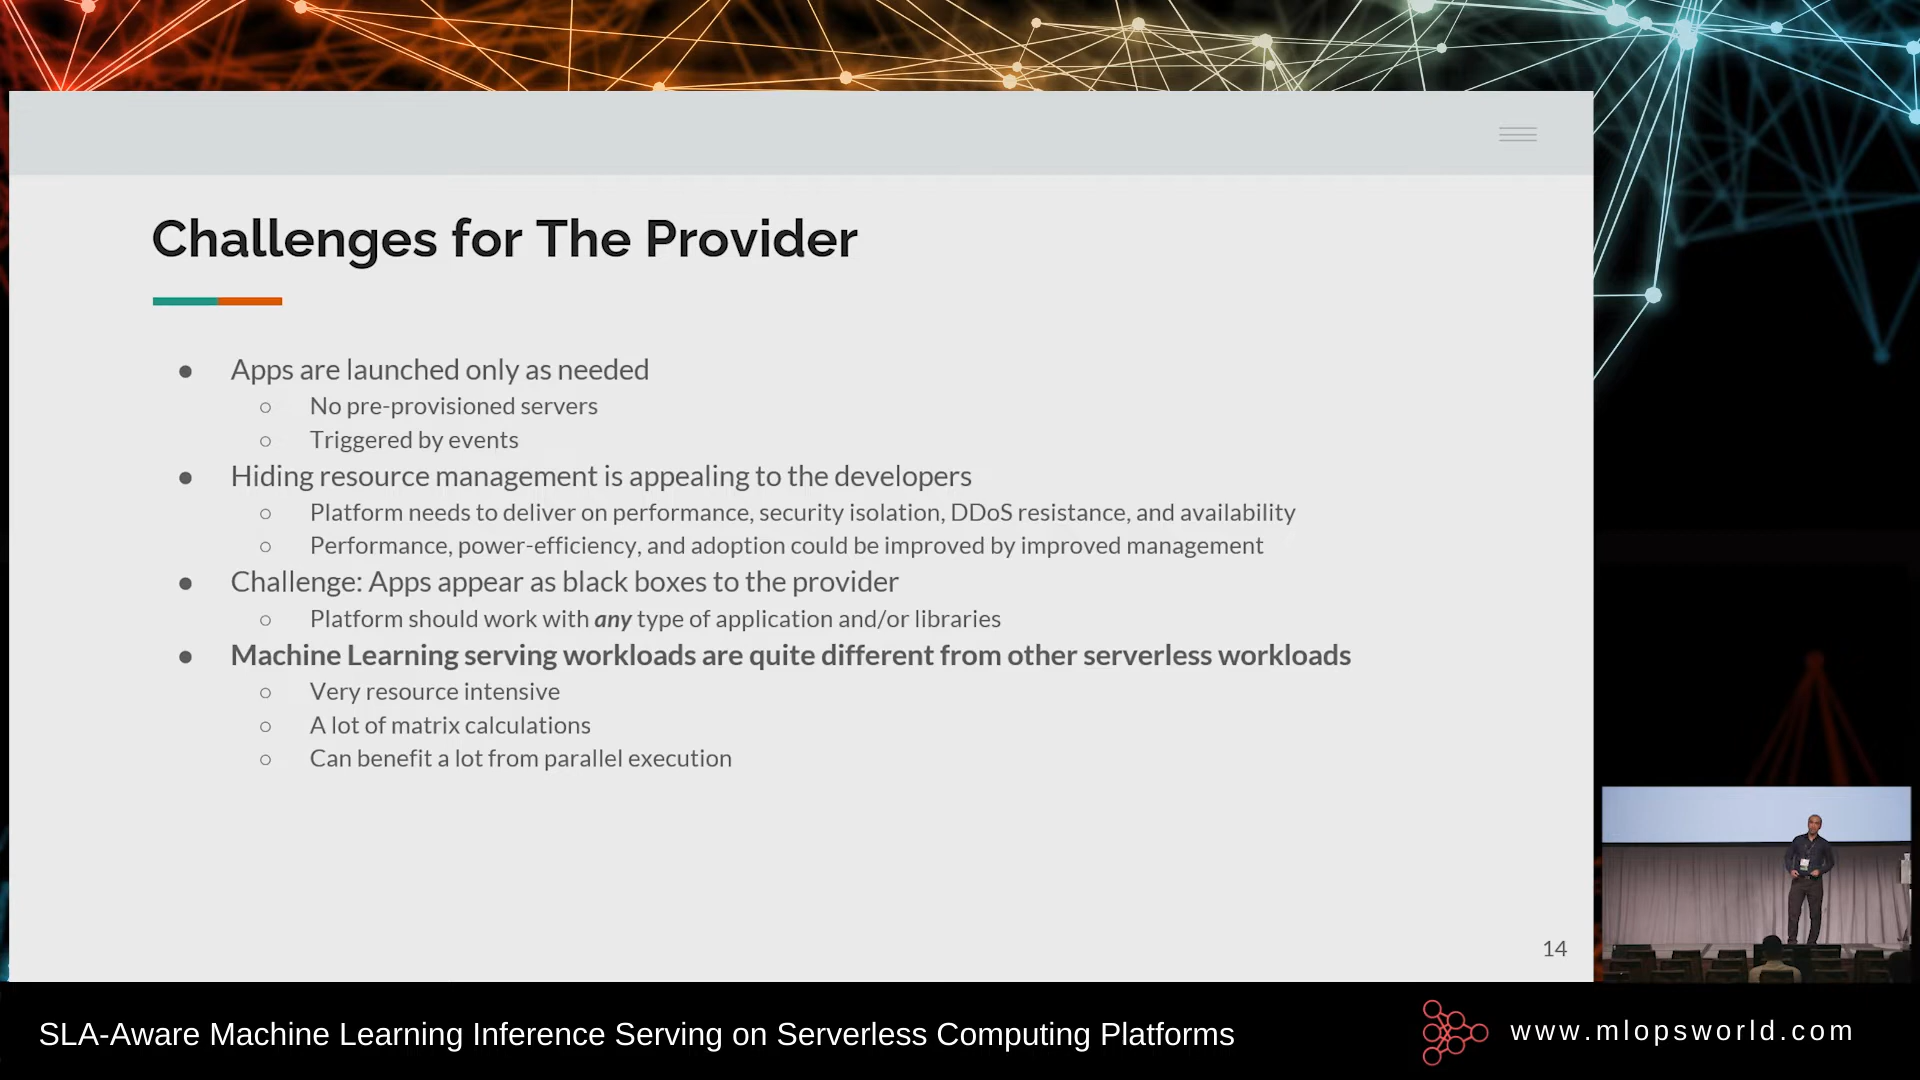 Challenges for The Provider
● Apps are launched only as needed
○ No pre-provisioned servers
○ Triggered by events
● Hiding resource management is appealing to the developers
○ Platform needs to deliver on performance, security isolation, DDoS resistance, and availability
○ Performance, power-efficiency, and adoption could be improved by improved management
● Challenge: Apps appear as black boxes to the provider
○ Platform should work with any type of application and/or libraries
● Machine Learning serving workloads are quite different from other serverless workloads
○ Very resource intensive
○ A lot of matrix calculations
○ Can benefit a lot from parallel execution
14
SLA-Aware Machine Learning Inference Serving on Serverless Computing Platforms
www.mlopsworld.com